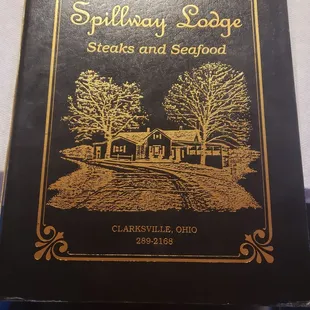 Spillway Lodge
Steaks and Seafood
CLARKSVILLE, OHIO
289-2168